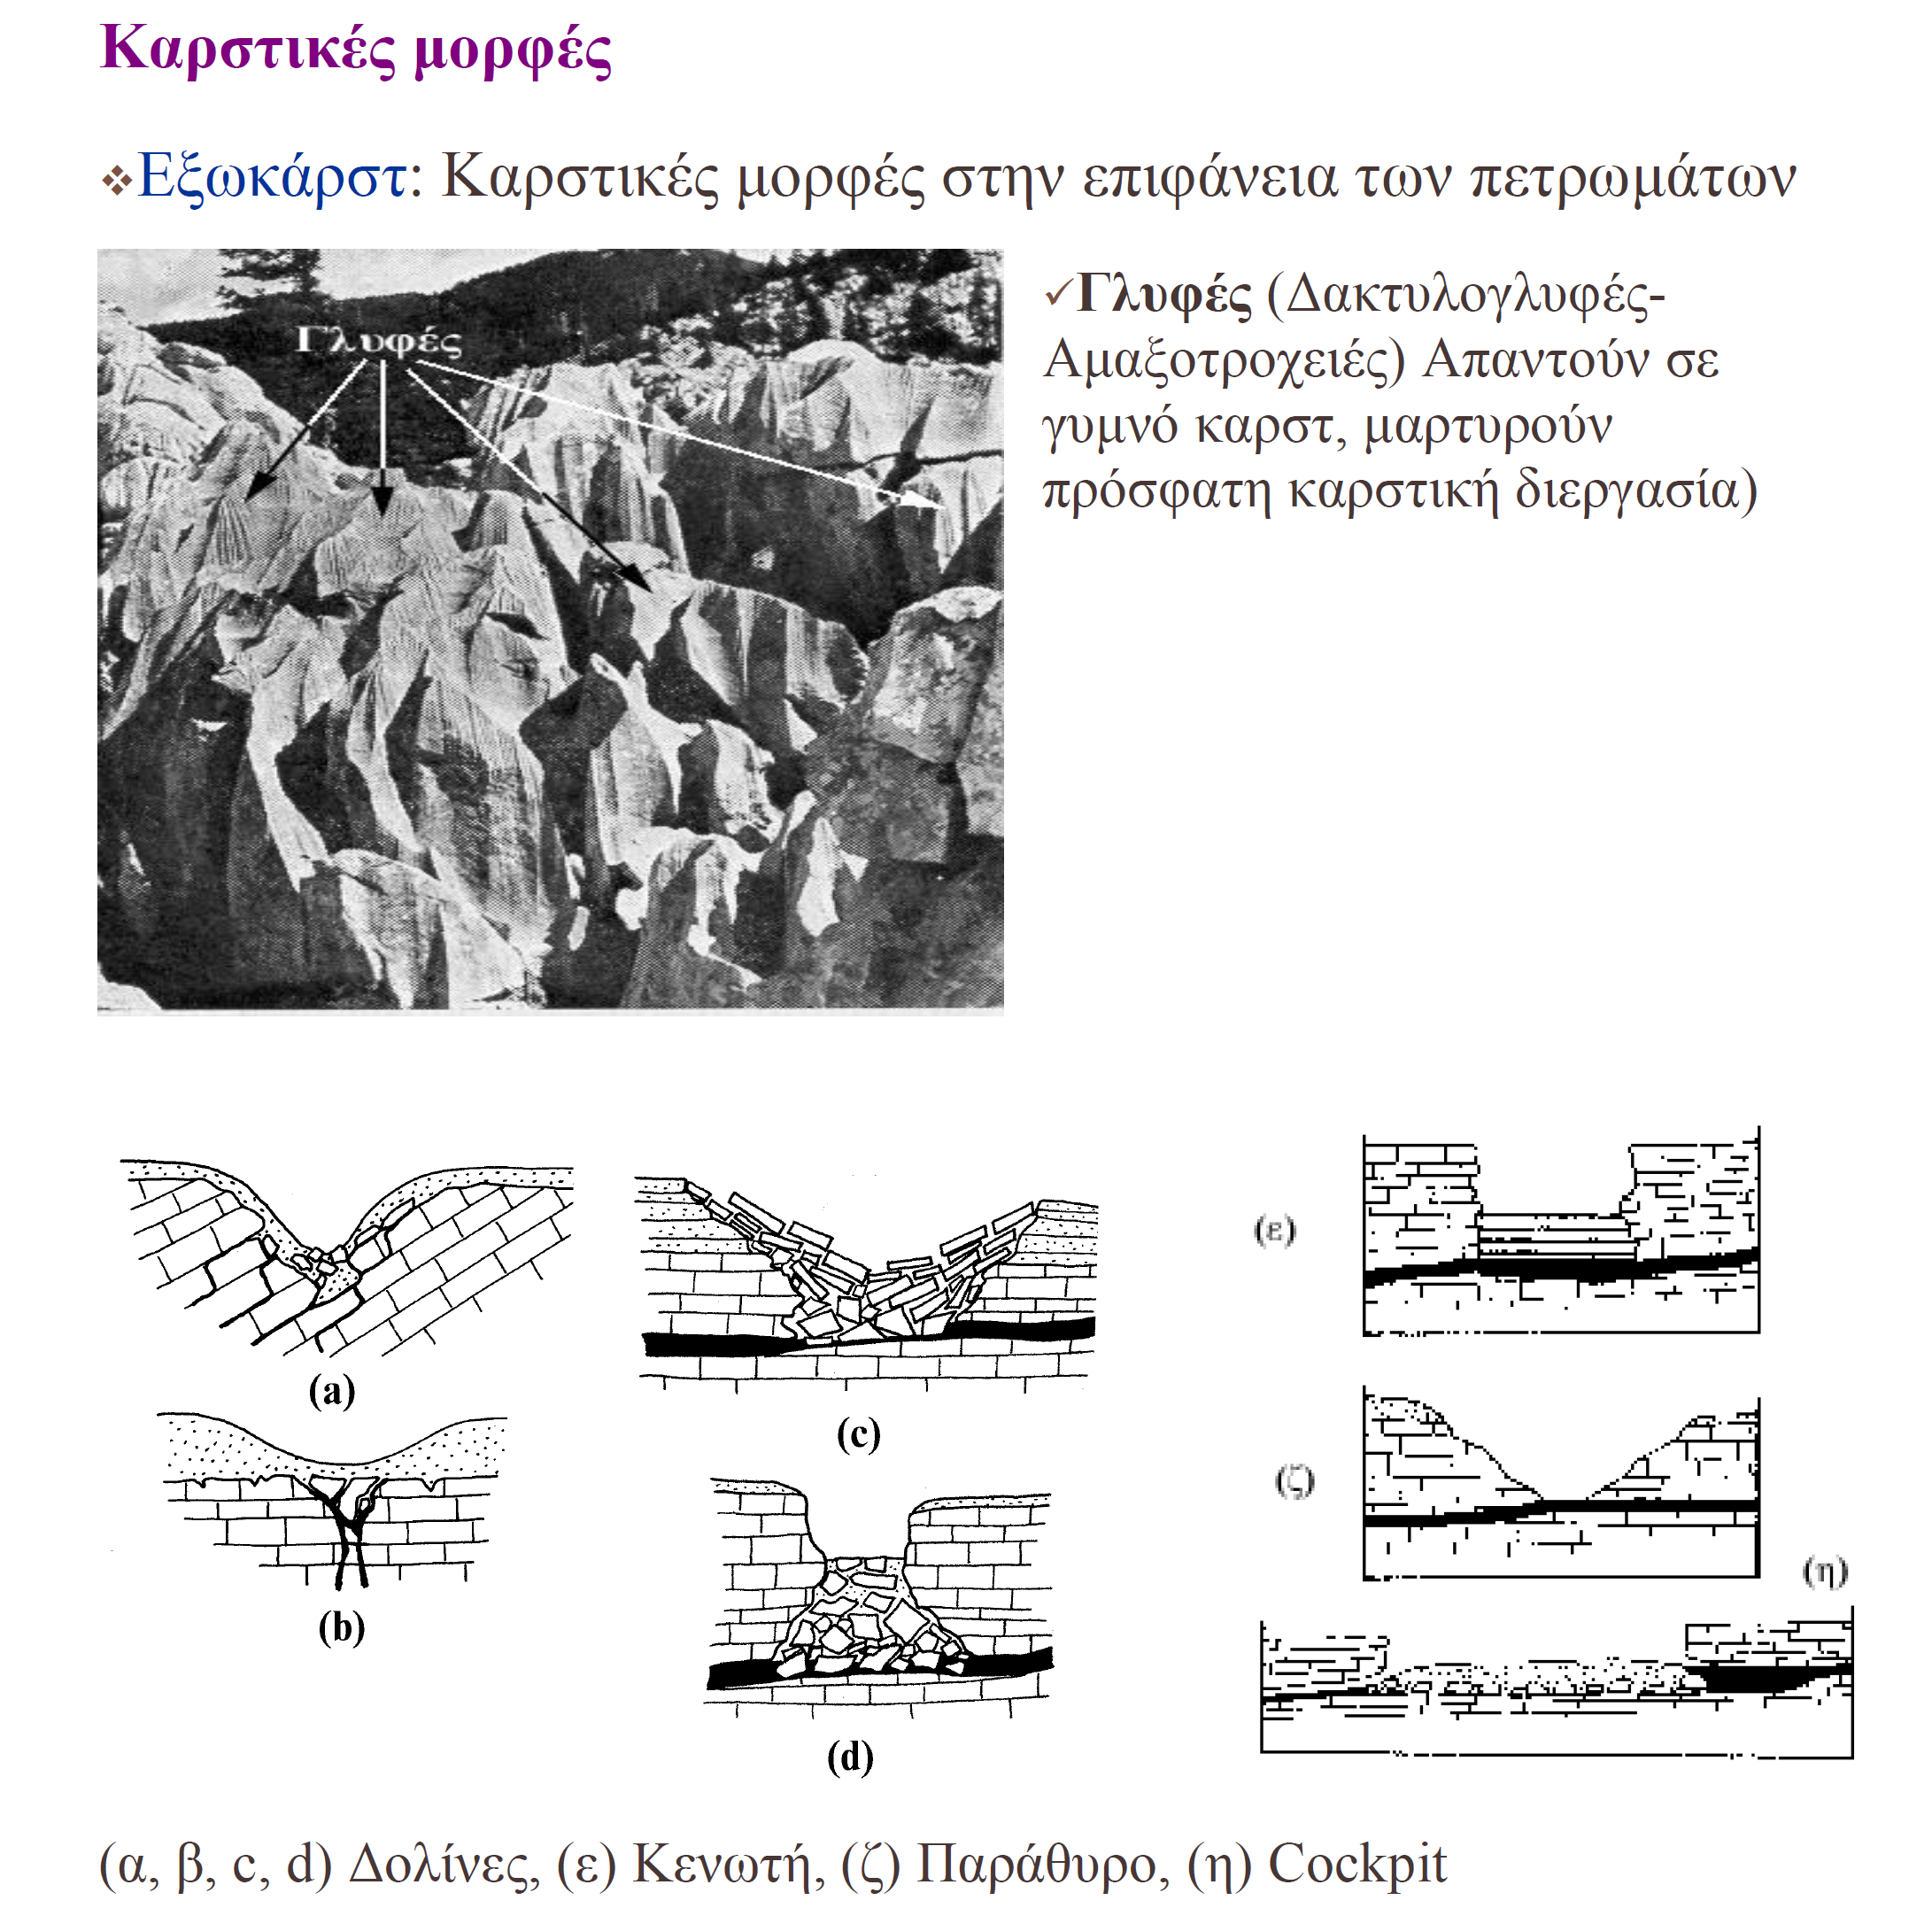 Καρστικές μορφές
❖Εξωκάρστ: Καρστικές μορφές στην επιφάνεια των πετρωμάτων
Γλυφές
✓Γλυφές (Δακτυλογλυφές-
Αμαξοτροχειές) Απαντούν σε
γυμνό καρστ, μαρτυρούν
πρόσφατη καρστική διεργασία)
(a)
(b)
(c)
(d)
(ε)
(ζ)
(η)
(α, β, c, d) Δολίνες, (ε) Κενωτή, (ζ) Παράθυρο, (η) Cockpit